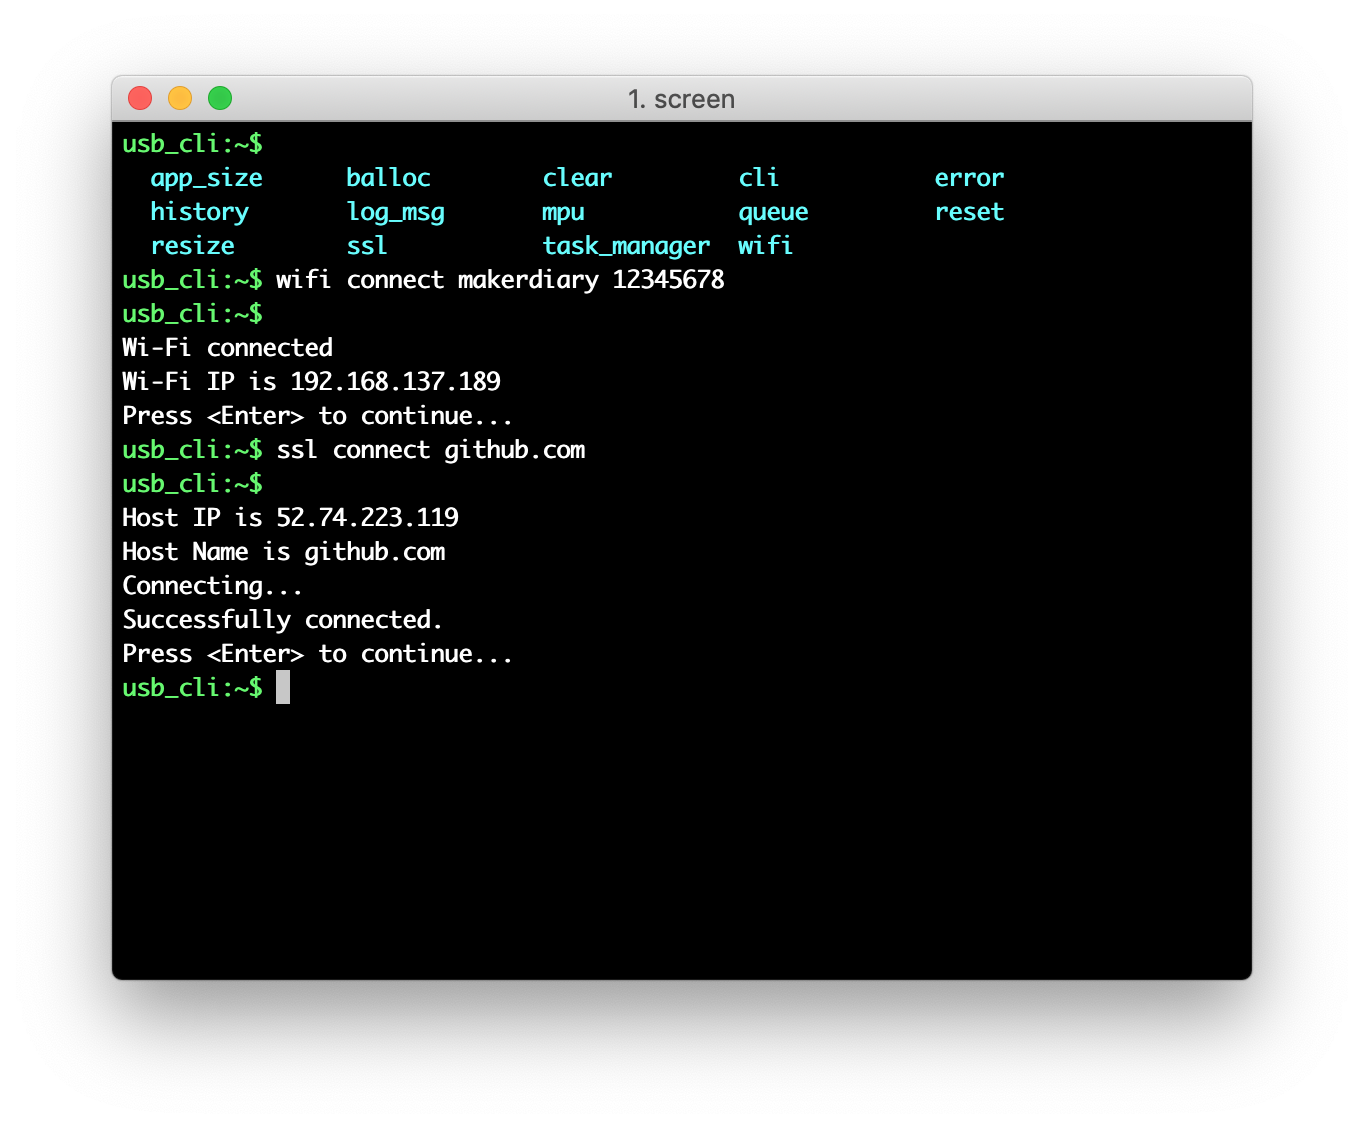 1. screen
usb_cli:~$
app_size balloc clear cli error
history log_msg mpu queue reset
resize ssl task_manager wifi
usb_cli:~$ wifi connect makerdiary 12345678
usb_cli:~$
Wi-Fi connected
Wi-Fi IP is 192.168.137.189
Press <Enter> to continue...
usb_cli:~$ ssl connect github.com
usb_cli:~$
Host IP is 52.74.223.119
Host Name is github.com
Connecting...
Successfully connected.
Press <Enter> to continue...
usb_cli:~$